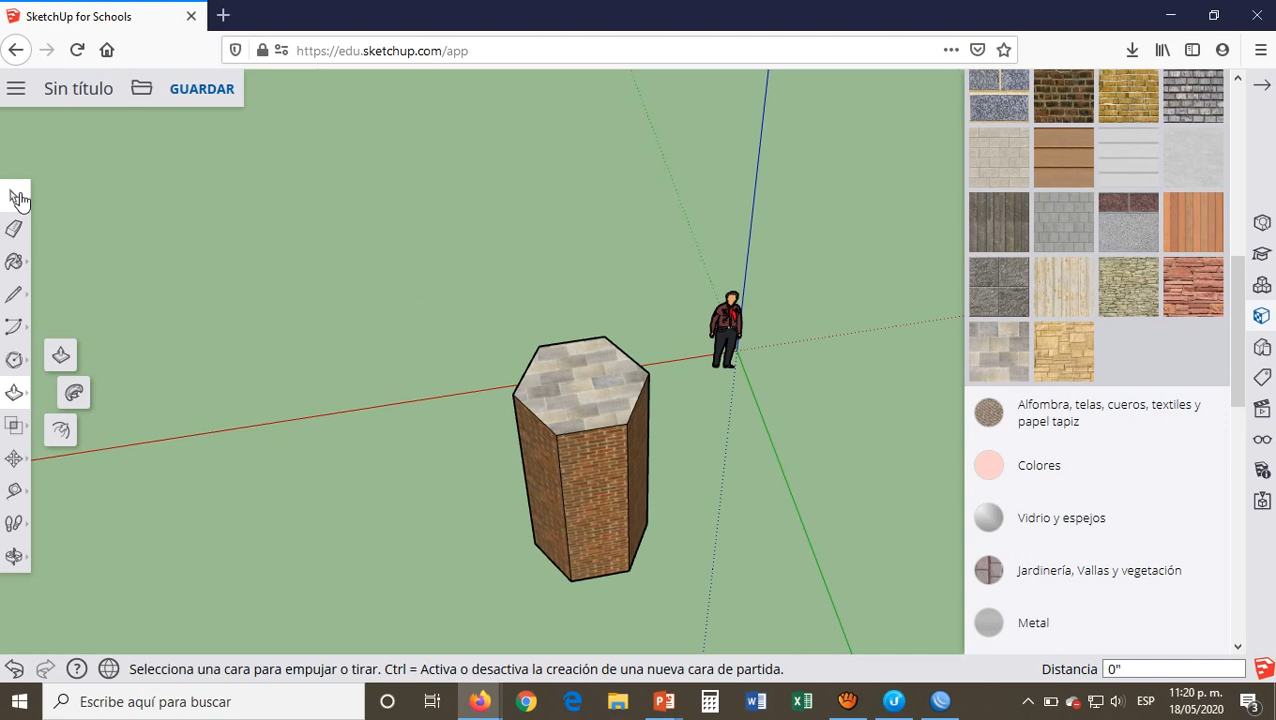 SketchUp for Schools
https://edu.sketchup.com/app
Sin título
GUARDAR
Alfombra, telas, cueros, textiles y
papel tapiz
Colores
Vidrio y espejos
Jardinería, Vallas y vegetación
Metal
Selecciona una cara para empujar o tirar. Ctrl = Activa o desactiva la creación de una nueva cara de partida.
Distancia
0"
Escribe aquí para buscar
ESP
11:20 p. m.
18/05/2020
3